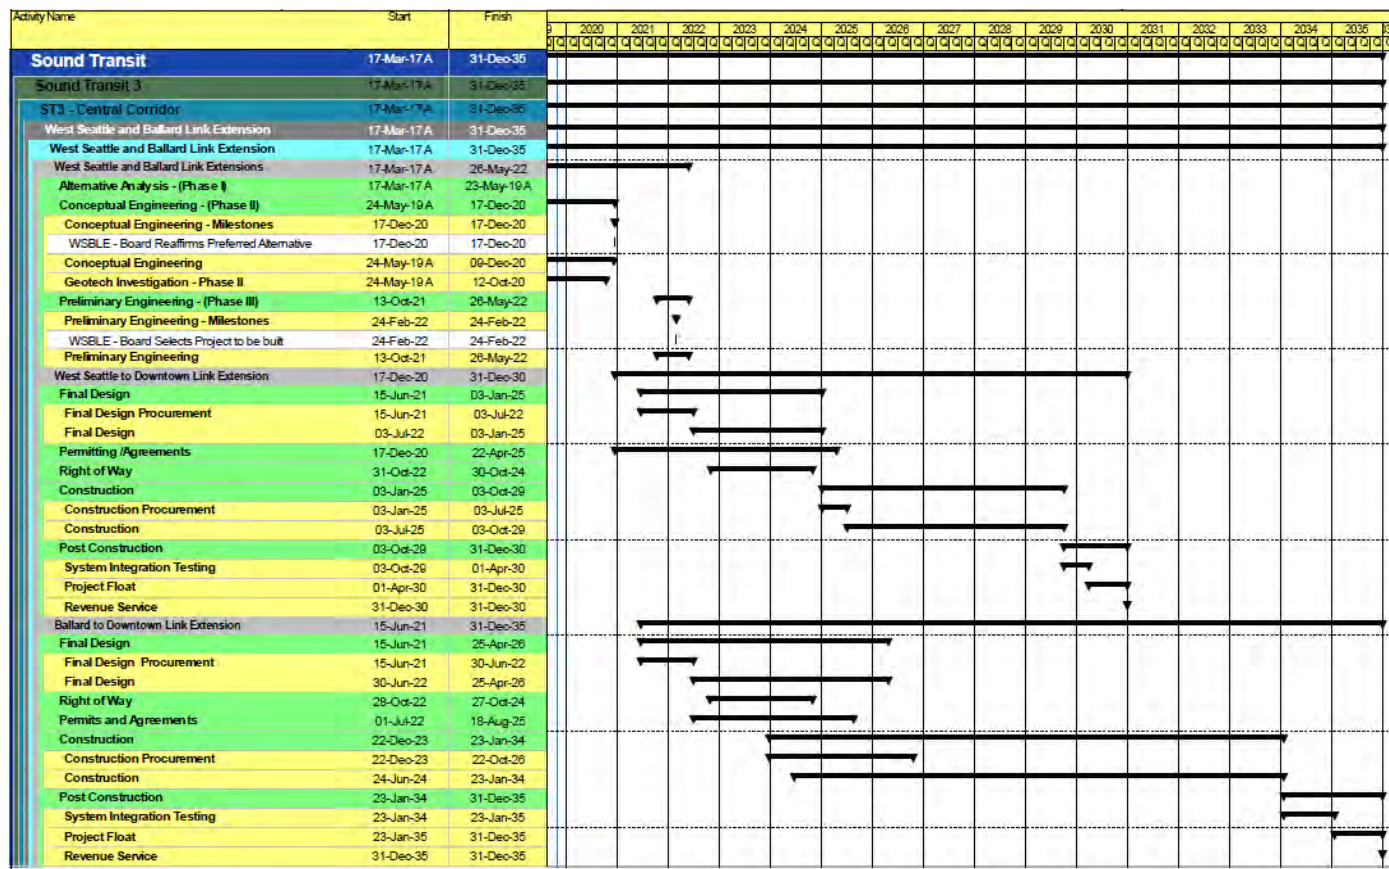 Activity Name Start Finish
9 2020 2021 2022 2023 2024 2025 2026 2027 2028 2029 2030 2031 2032 2033 2034 2035
Q Q Q Q Q Q Q Q Q Q Q Q Q Q Q Q Q Q Q Q Q Q Q Q Q Q Q Q Q Q Q Q Q Q Q Q Q Q Q Q Q Q Q Q Q Q Q Q Q Q Q Q Q Q Q Q Q Q Q Q Q Q Q Q Q
Sound Transit 17-Mar-17 A 31-Dec-35
Sound Transit 3 17-Mar-17 A 31-Dec-35
ST3 - Central Corridor 17-Mar-17 A 31-Dec-35
West Seattle and Ballard Link Extension 17-Mar-17 A 31-Dec-35
West Seattle and Ballard Link Extension 17-Mar-17 A 31-Dec-35
West Seattle and Ballard Link Extensions 17-Mar-17 A 26-May-22
Alternative Analysis - (Phase I) 17-Mar-17 A 23-May-19 A
Conceptual Engineering - (Phase II) 24-May-19 A 17-Dec-20
Conceptual Engineering - Milestones 17-Dec-20 17-Dec-20
WSBLE - Board Reaffirms Preferred Alternative 17-Dec-20 17-Dec-20
Conceptual Engineering 24-May-19 A 09-Dec-20
Geotech Investigation - Phase II 24-May-19 A 12-Oct-20
Preliminary Engineering - (Phase III) 13-Oct-21 26-May-22
Preliminary Engineering - Milestones 24-Feb-22 24-Feb-22
WSBLE - Board Selects Project to be built 24-Feb-22 24-Feb-22
Preliminary Engineering 13-Oct-21 26-May-22
West Seattle to Downtown Link Extension 17-Dec-20 31-Dec-30
Final Design 15-Jun-21 03-Jan-25
Final Design Procurement 15-Jun-21 03-Jul-22
Final Design 03-Jul-22 03-Jan-25
Permitting /Agreements 17-Dec-20 22-Apr-25
Right of Way 31-Oct-22 30-Oct-24
Construction 03-Jan-25 03-Oct-29
Construction Procurement 03-Jan-25 03-Jul-25
Construction 03-Jul-25 03-Oct-29
Post Construction 03-Oct-29 31-Dec-30
System Integration Testing 03-Oct-29 01-Apr-30
Project Float 01-Apr-30 31-Dec-30
Revenue Service 31-Dec-30 31-Dec-30
Ballard to Downtown Link Extension 15-Jun-21 31-Dec-35
Final Design 15-Jun-21 25-Apr-26
Final Design Procurement 15-Jun-21 30-Jun-22
Final Design 30-Jun-22 25-Apr-26
Right of Way 28-Oct-22 27-Oct-24
Permits and Agreements 01-Jul-22 18-Aug-25
Construction 22-Dec-23 23-Jan-34
Construction Procurement 22-Dec-23 22-Oct-26
Construction 24-Jun-24 23-Jan-34
Post Construction 23-Jan-34 31-Dec-35
System Integration Testing 23-Jan-34 23-Jan-35
Project Float 23-Jan-35 31-Dec-35
Revenue Service 31-Dec-35 31-Dec-35